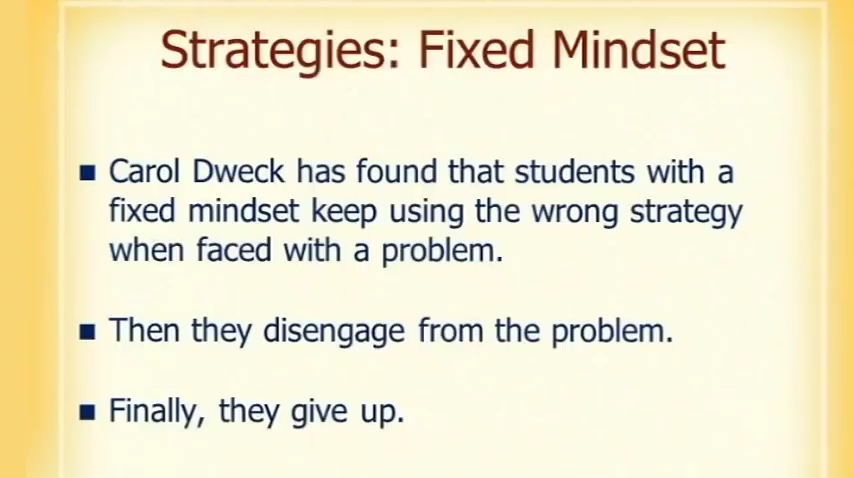 Strategies: Fixed Mindset
■ Carol Dweck has found that students with a
fixed mindset keep using the wrong strategy
when faced with a problem.
■ Then they disengage from the problem.
■ Finally, they give up.